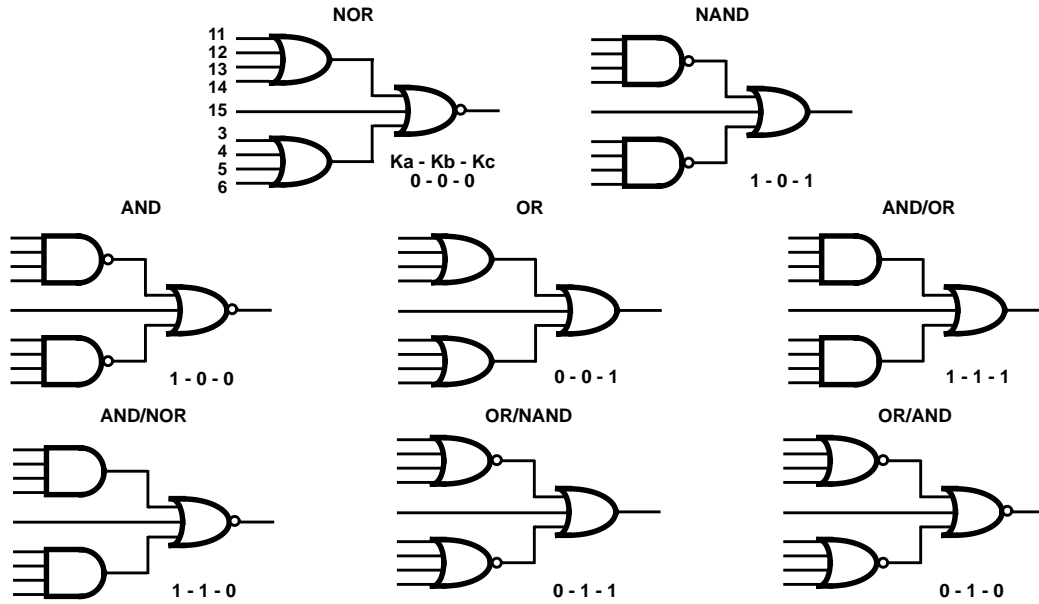 NOR
NAND
11
12
13
14
15
3
4
5
6
Ka - Kb - Kc
0 - 0 - 0
1 - 0 - 1
AND
OR
AND/OR
1 - 0 - 0
0 - 0 - 1
1 - 1 - 1
AND/NOR
OR/NAND
OR/AND
1 - 1 - 0
0 - 1 - 1
0 - 1 - 0